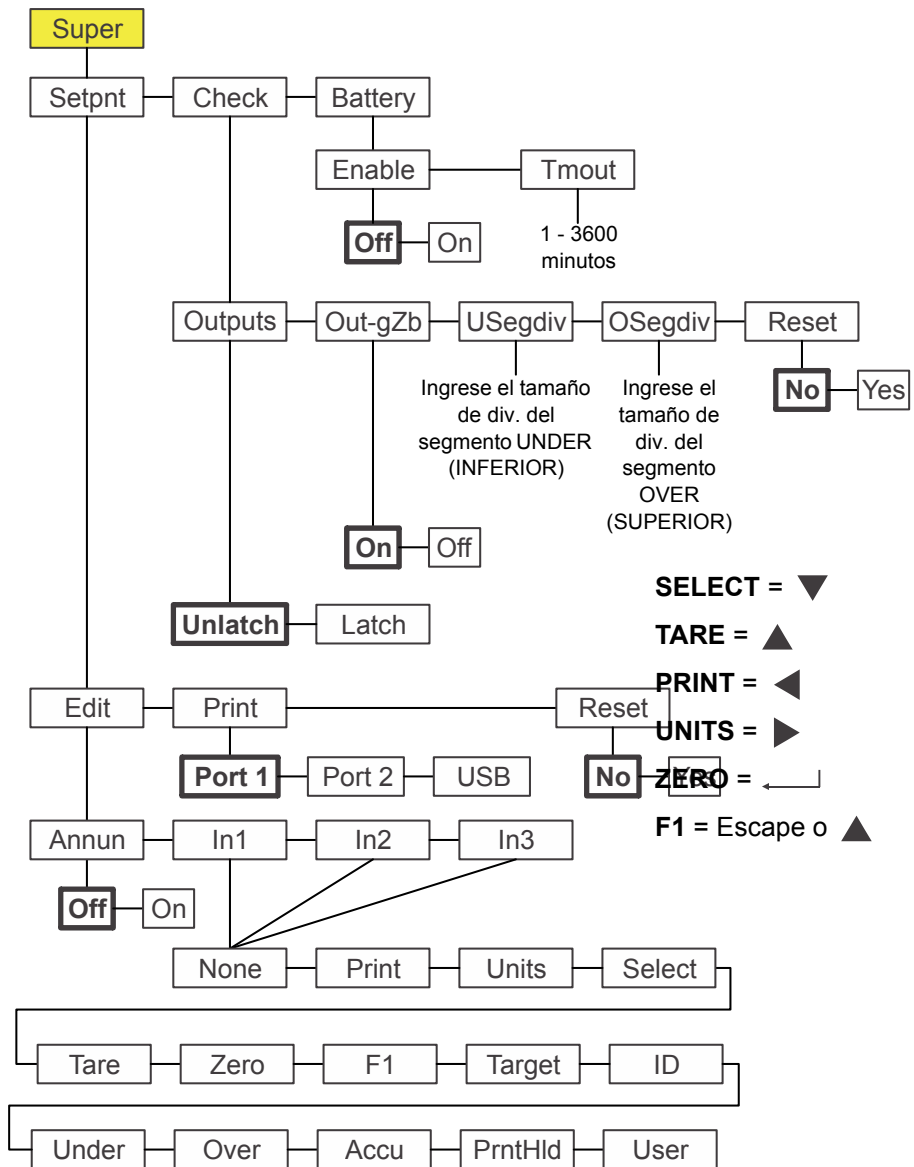 Super
Setpnt Check Battery
Enable Tmout
Off On
1 - 3600
minutos
Outputs Out-gZb USegdiv OSegdiv Reset
Ingrese el tamaño
de div. del
segmento UNDER
(INFERIOR)
Ingrese el
tamaño de
div. del
segmento
OVER
(SUPERIOR)
No Yes
On Off
Unlatch Latch
SELECT = ▼
TARE = ▲
PRINT = ◀
UNITS = ▶
ZERO = ↵
F1 = Escape o ▲
Edit Print Reset
Port 1 Port 2 USB No Yes
Annun In1 In2 In3
Off On
None Print Units Select
Tare Zero F1 Target ID
Under Over Accu PrntHld User